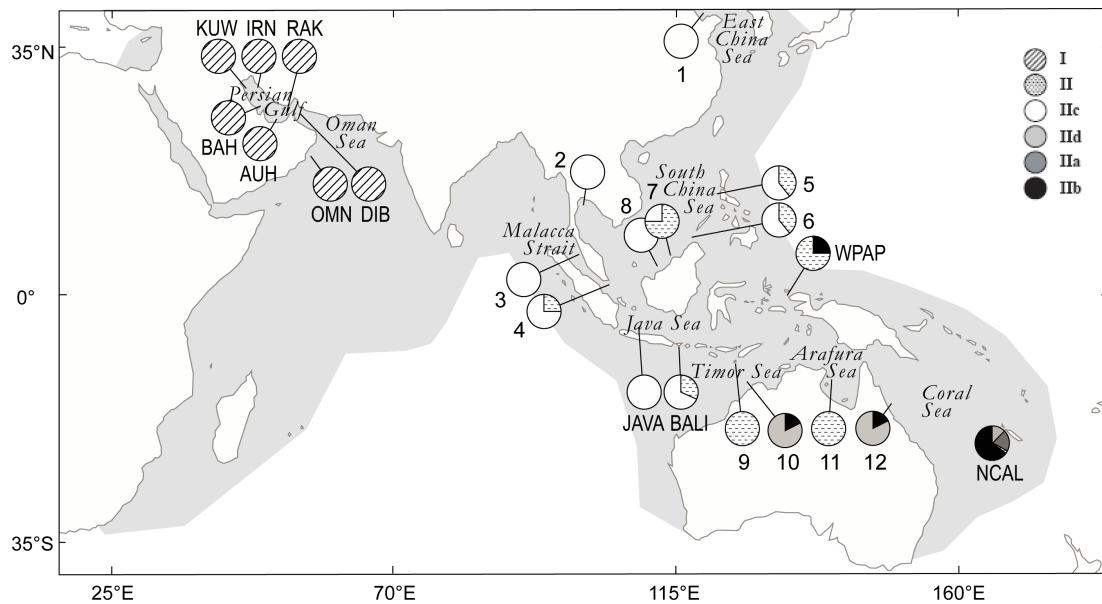 35°N
0°
35°S
25°E
70°E
115°E
160°E
KUW IRN RAK
BAH
AUH
OMN DIB
Persian
Gulf
Oman
Sea
East
China
Sea
1
2
South
China
Sea
7
8
5
6
WPAP
Malacca
Strait
3
4
Java Sea
JAVA BALI
Timor Sea
Arafura
Sea
Coral
Sea
9
10
11
12
NCAL
I
II
IIc
IId
IIa
IIb